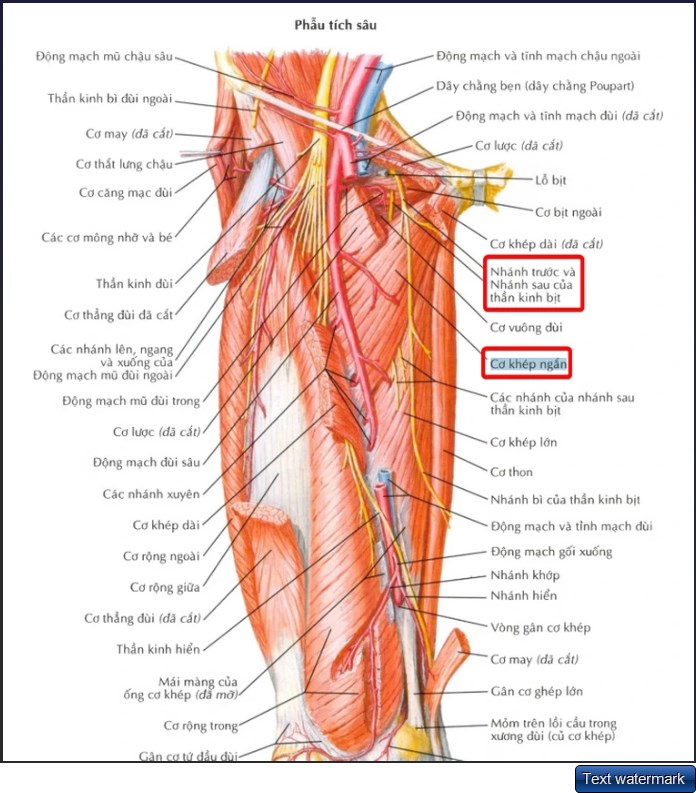 Phẫu tích sâu
Động mạch mũ chậu sâu
Thần kinh bì đùi ngoài
Cơ may (đã cắt)
Cơ thắt lưng chậu
Cơ căng mạc đùi
Các cơ mông nhỡ và bé
Thần kinh đùi
Cơ thẳng đùi đã cắt
Các nhánh lên, ngang
và xuống của
Động mạch mũ đùi ngoài
Động mạch mũ đùi trong
Cơ lược (đã cắt)
Động mạch đùi sâu
Các nhánh xuyên
Cơ khép dài
Cơ rộng ngoài
Cơ rộng giữa
Cơ thẳng đùi (đã cắt)
Thần kinh hiển
Mái màng của
ống cơ khép (đã mở)
Cơ rộng trong
Gân cơ tứ đầu đùi
Động mạch và tĩnh mạch chậu ngoài
Dây chằng bẹn (dây chằng Poupart)
Động mạch và tĩnh mạch đùi (đã cắt)
Cơ lược (đã cắt)
Lỗ bịt
Cơ bịt ngoài
Cơ khép dài (đã cắt)
Nhánh trước và
Nhánh sau của
thần kinh bịt
Cơ vuông đùi
Cơ khép ngắn
Các nhánh của nhánh sau
thần kinh bịt
Cơ khép lớn
Cơ thon
Nhánh bì của thần kinh bịt
Động mạch và tỉnh mạch đùi
Động mạch gối xuống
Nhánh khớp
Nhánh hiển
Vòng gân cơ khép
Cơ may (đã cắt)
Gân cơ ghép lớn
Mỏm trên lồi cầu trong
xương đùi (củ cơ khép)
Text watermark